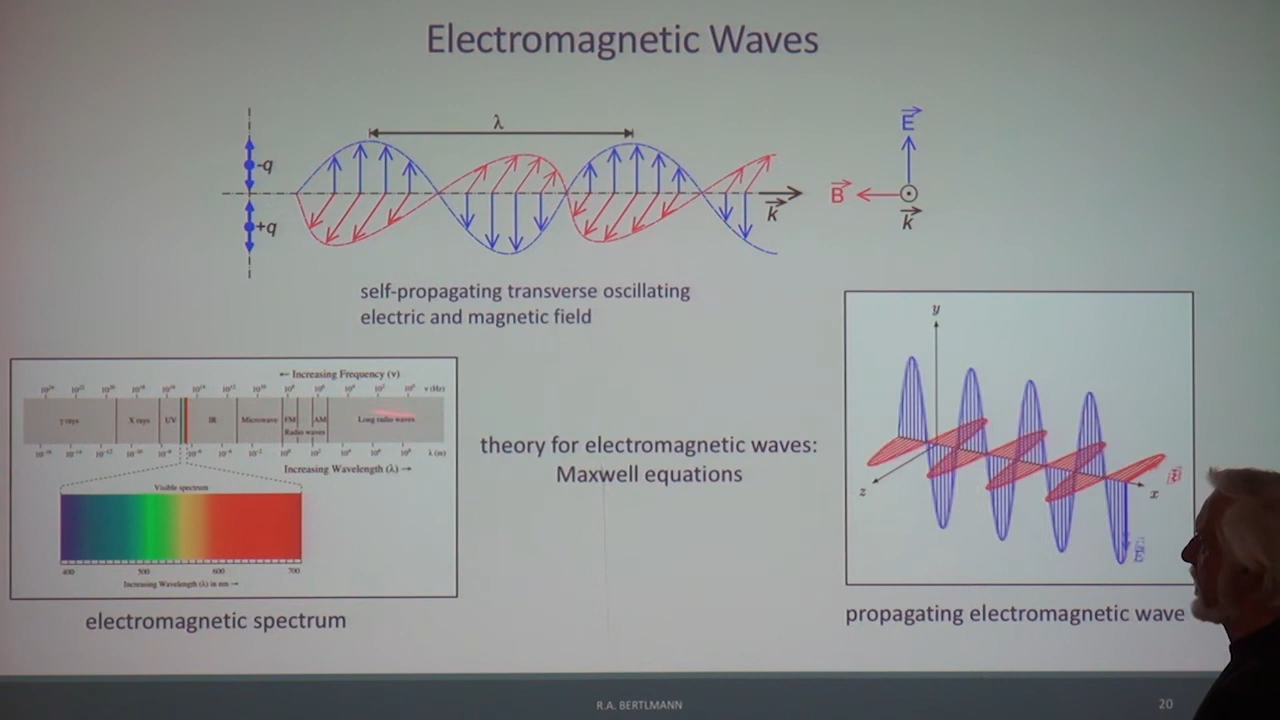 Electromagnetic Waves
λ
-q
+q
k
E
B
k
self-propagating transverse oscillating
electric and magnetic field
← Increasing Frequency (ν)
ν (Hz)
γ rays
X rays
UV
IR
Microwave
FM
AM
Long radio waves
Radio waves
λ (m)
Increasing Wavelength (λ) →
Visible spectrum
400
500
600
700
Increasing Wavelength (λ) in nm →
electromagnetic spectrum
theory for electromagnetic waves:
Maxwell equations
y
z
x
B
E
propagating electromagnetic wave
R.A. BERTLMANN
20